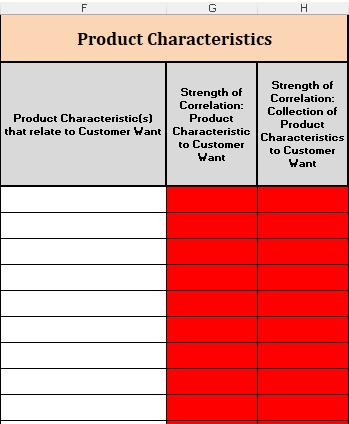 F G H
Product Characteristics
Product Characteristic(s)
that relate to Customer Want
Strength of
Correlation:
Product
Characteristic
to Customer
Want
Strength of
Correlation:
Collection of
Product
Characteristics
to Customer
Want